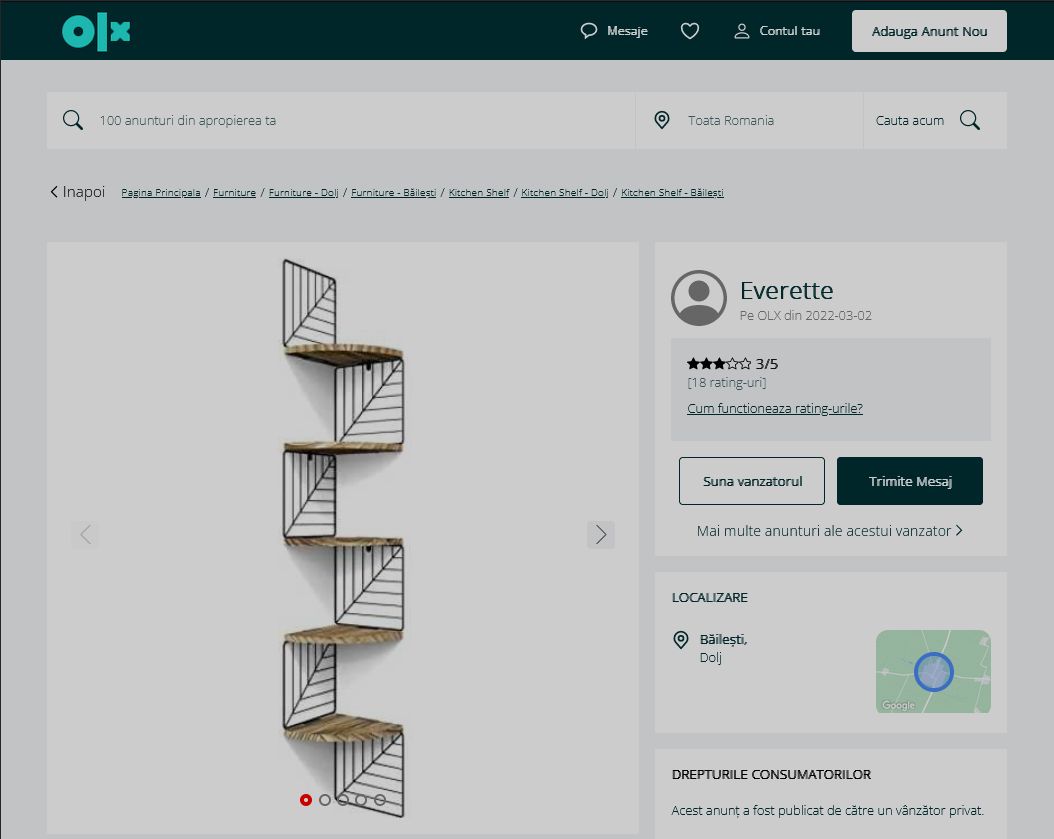 olx
Mesaje
Contul tau
Adauga Anunt Nou
100 anunturi din apropierea ta
Toata Romania
Cauta acum
Inapoi
Pagina Principala / Furniture / Furniture - Dolj / Furniture - Băilești / Kitchen Shelf / Kitchen Shelf - Dolj / Kitchen Shelf - Băilești
Everette
Pe OLX din 2022-03-02
3/5
[18 rating-uri]
Cum functioneaza rating-urile?
Suna vanzatorul
Trimite Mesaj
Mai multe anunturi ale acestui vanzator
LOCALIZARE
Băilești,
Dolj
Google
DREPTURILE CONSUMATORILOR
Acest anunț a fost publicat de către un vânzător privat.